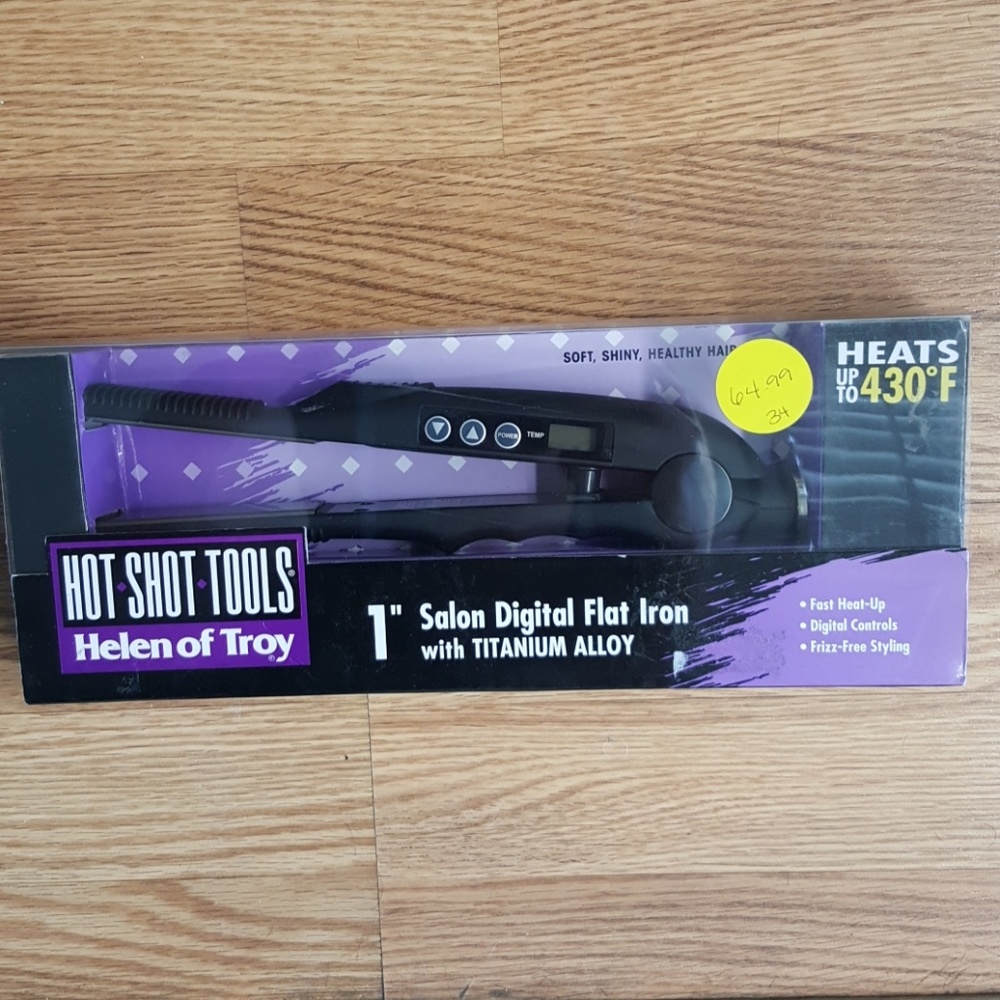 SOFT, SHINY, HEALTHY HAIR
64.99
34
HEATS
UP TO 430°F
POWER
TEMP
HOT SHOT TOOLS®
Helen of Troy®
1" Salon Digital Flat Iron
with TITANIUM ALLOY
• Fast Heat-Up
• Digital Controls
• Frizz-Free Styling